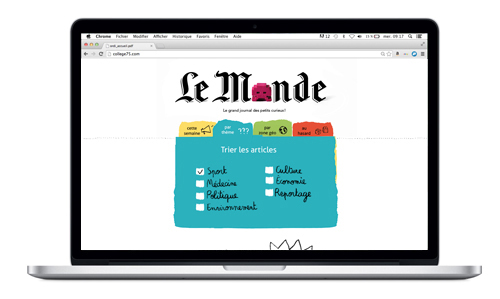 Chrome Fichier Modifier Afficher Historique Favoris Fenêtre Aide
mer. 09:17
college75.com
Le Monde
Le grand journal des petits curieux!
cette semaine
par thème ???
par zone géo
au hasard
Trier les articles
Sport
Culture
Médecine
Économie
Politique
Reportage
Environnement